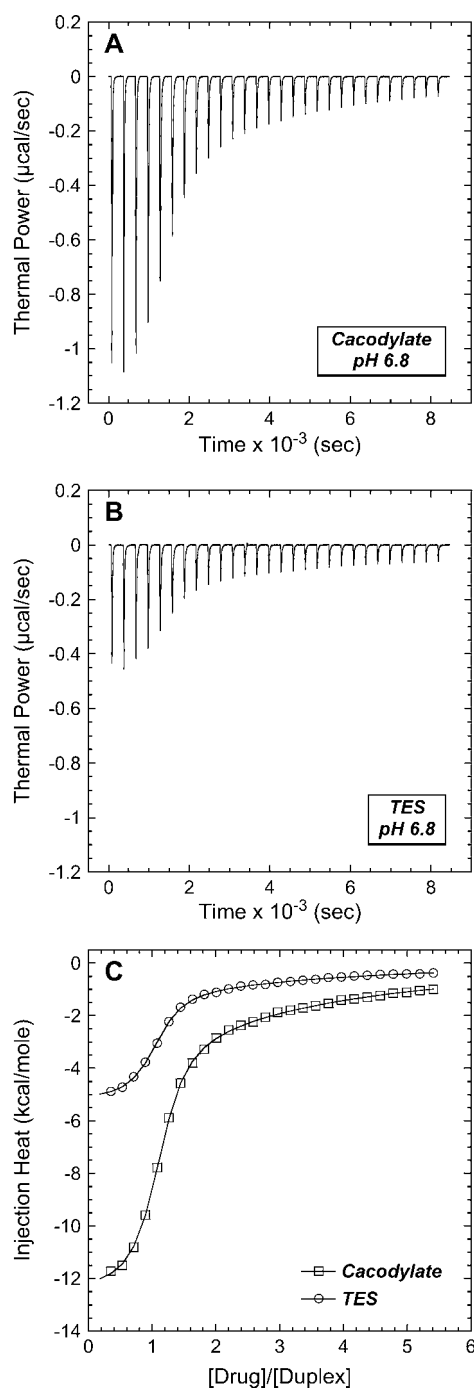 A
0.2
0
-0.2
-0.4
-0.6
-0.8
-1
-1.2
Thermal Power (µcal/sec)
Cacodylate
pH 6.8
0 2 4 6 8
Time x 10⁻³ (sec)
B
0.2
0
-0.2
-0.4
-0.6
-0.8
-1
-1.2
Thermal Power (µcal/sec)
TES
pH 6.8
0 2 4 6 8
Time x 10⁻³ (sec)
C
0
-2
-4
-6
-8
-10
-12
-14
Injection Heat (kcal/mole)
Cacodylate
TES
0 1 2 3 4 5 6
[Drug]/[Duplex]